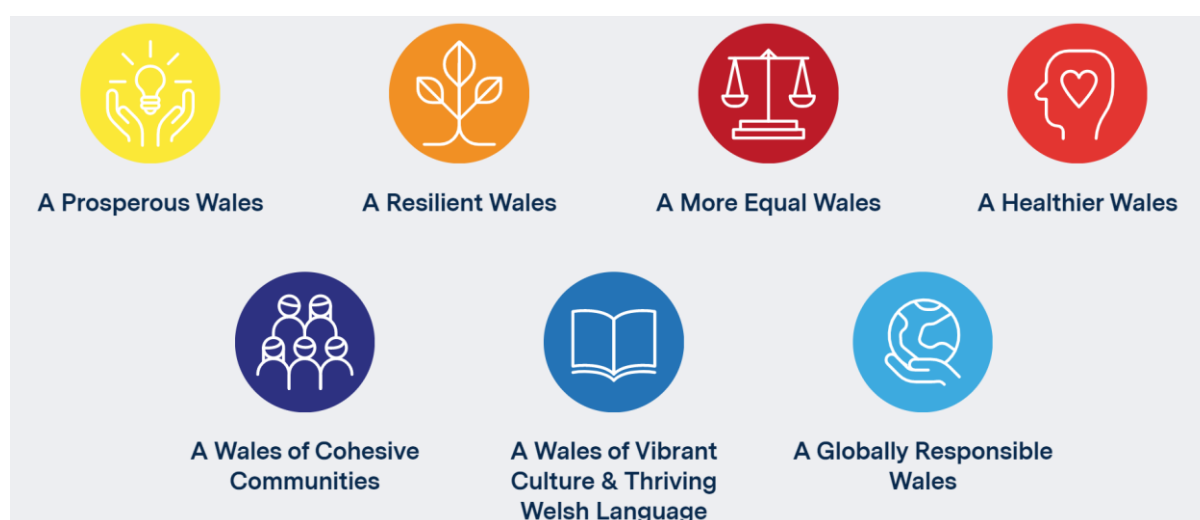 A Prosperous Wales
A Resilient Wales
A More Equal Wales
A Healthier Wales
A Wales of Cohesive
Communities
A Wales of Vibrant
Culture & Thriving
Welsh Language
A Globally Responsible
Wales